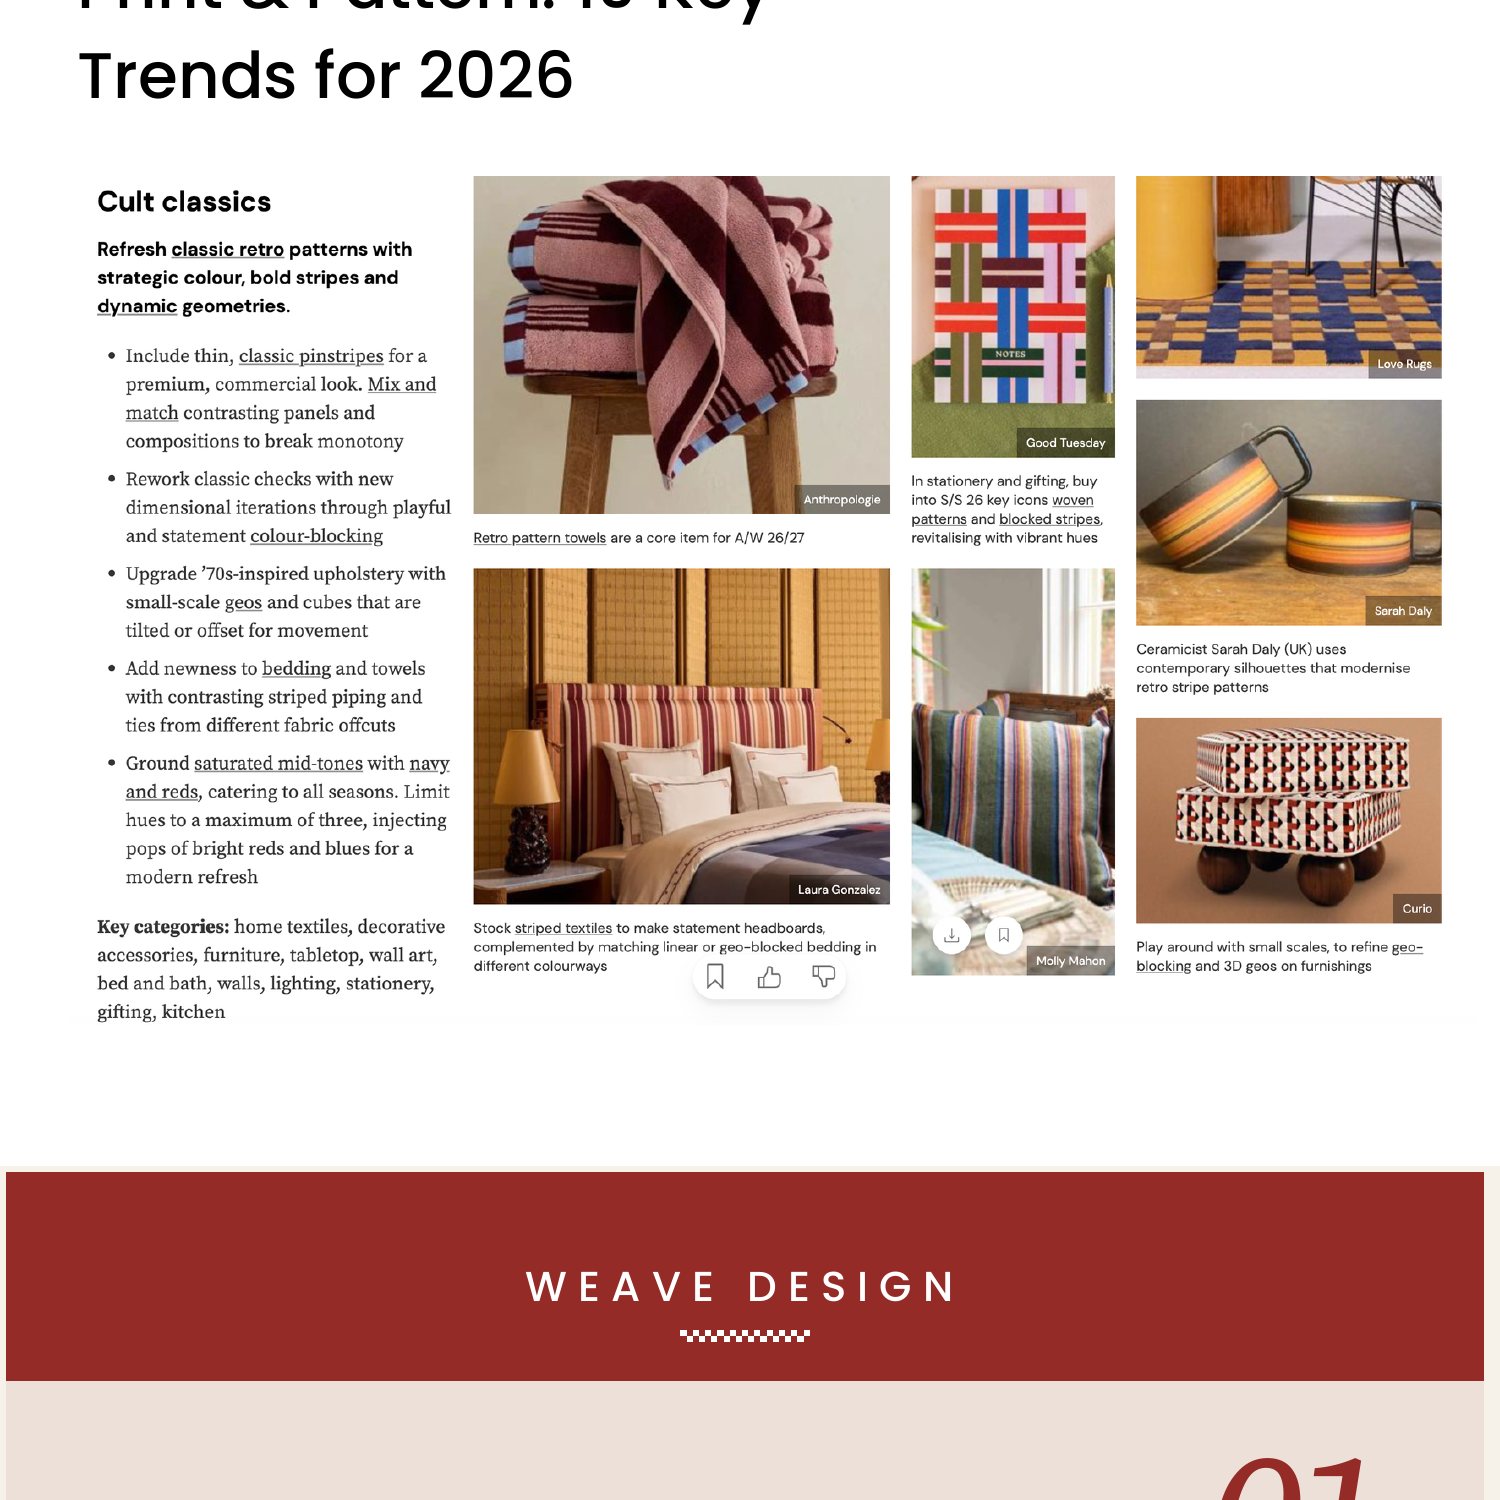 Print & Pattern: 10 Key
Trends for 2026
Cult classics
Refresh classic retro patterns with
strategic colour, bold stripes and
dynamic geometries.
• Include thin, classic pinstripes for a
premium, commercial look. Mix and
match contrasting panels and
compositions to break monotony
• Rework classic checks with new
dimensional iterations through playful
and statement colour-blocking
• Upgrade ’70s-inspired upholstery with
small-scale geos and cubes that are
tilted or offset for movement
• Add newness to bedding and towels
with contrasting striped piping and
ties from different fabric offcuts
• Ground saturated mid-tones with navy
and reds, catering to all seasons. Limit
hues to a maximum of three, injecting
pops of bright reds and blues for a
modern refresh
Key categories: home textiles, decorative
accessories, furniture, tabletop, wall art,
bed and bath, walls, lighting, stationery,
gifting, kitchen
Anthropologie
Retro pattern towels are a core item for A/W 26/27
Laura Gonzalez
Stock striped textiles to make statement headboards,
complemented by matching linear or geo-blocked bedding in
different colourways
NOTES
Good Tuesday
In stationery and gifting, buy
into S/S 26 key icons woven
patterns and blocked stripes,
revitalising with vibrant hues
Molly Mahon
Love Rugs
Sarah Daly
Ceramicist Sarah Daly (UK) uses
contemporary silhouettes that modernise
retro stripe patterns
Curio
Play around with small scales, to refine geo-
blocking and 3D geos on furnishings
WEAVE DESIGN
01